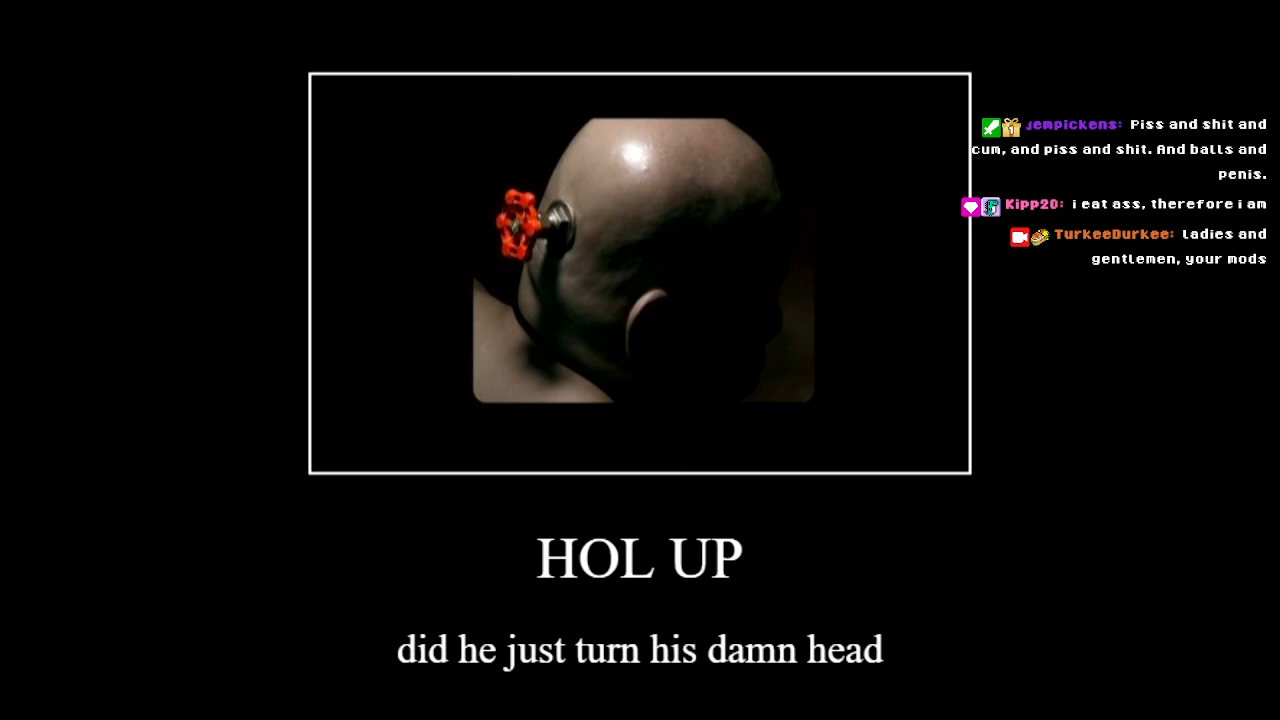 jempickens: Piss and shit and
cum, and piss and shit. And balls and
penis.
Kipp20: i eat ass, therefore i am
TurkeeDurkee: Ladies and
gentlemen, your mods
HOL UP
did he just turn his damn head